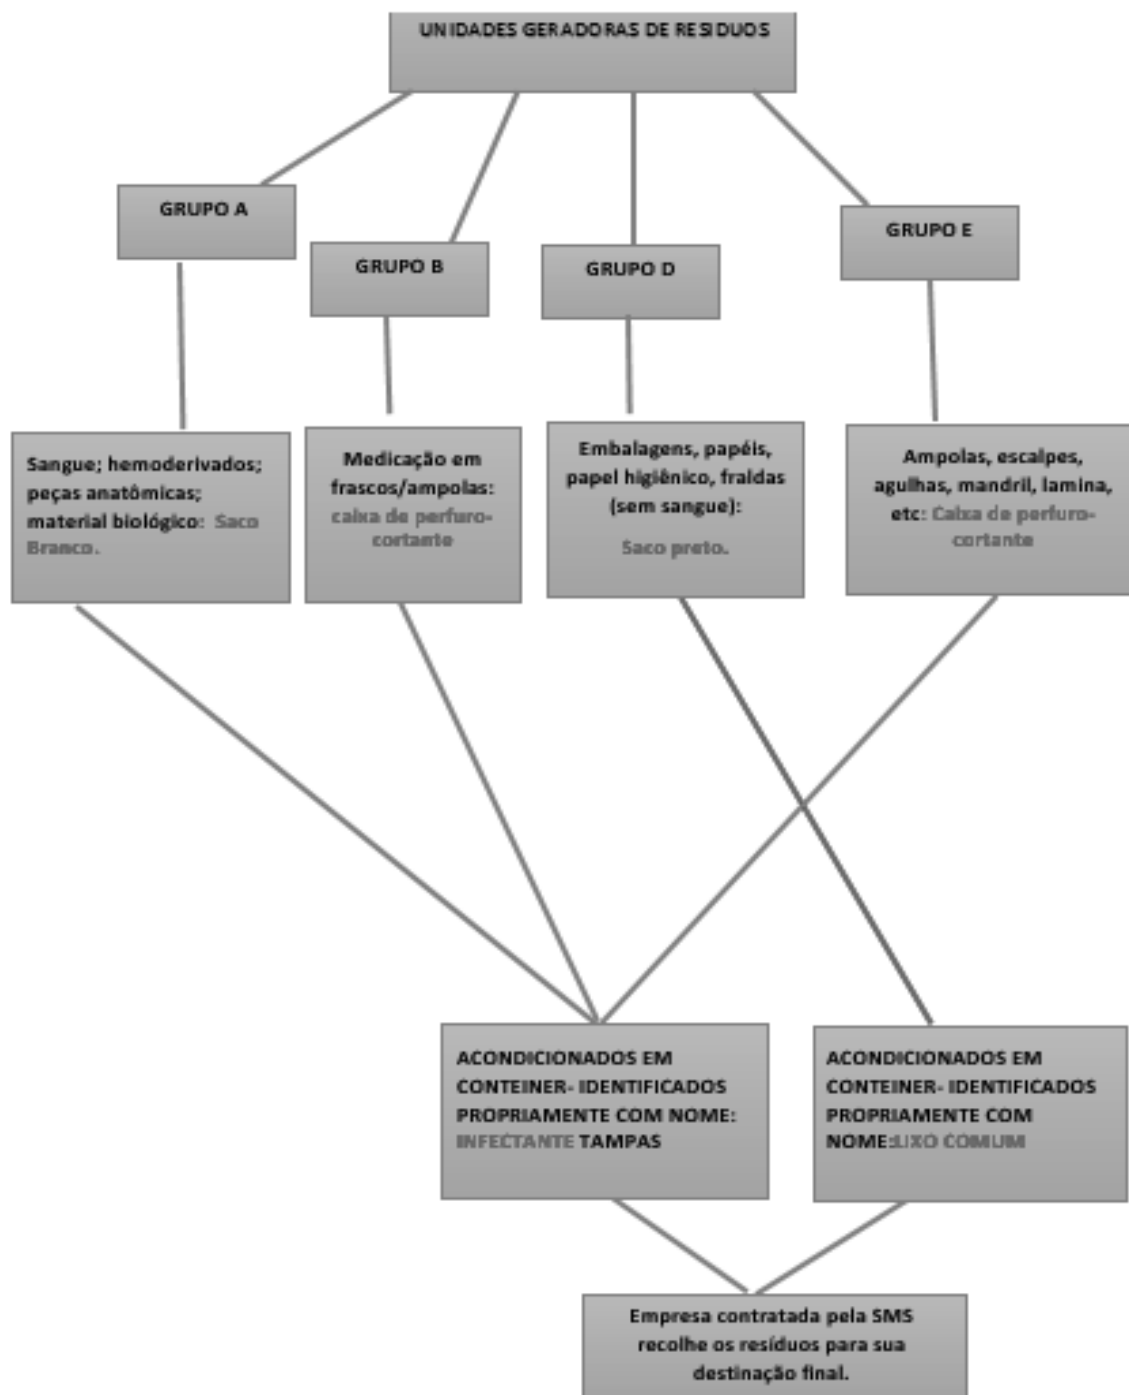 UNIDADES GERADORAS DE RESIDUOS
GRUPO A
GRUPO B
GRUPO D
GRUPO E
Sangue; hemoderivados;
peças anatômicas;
material biológico: Saco
Branco.
Medicação em
frascos/ampolas:
caixa de perfuro-
cortante
Embalagens, papéis,
papel higiênico, fraldas
(sem sangue):
Saco preto.
Ampolas, escalpes,
agulhas, mandril, lamina,
etc: Caixa de perfuro-
cortante
ACONDICIONADOS EM
CONTEINER- IDENTIFICADOS
PROPRIAMENTE COM NOME:
INFECTANTE TAMPAS
ACONDICIONADOS EM
CONTEINER- IDENTIFICADOS
PROPRIAMENTE COM
NOME:LIXO COMUM
Empresa contratada pela SMS
recolhe os resíduos para sua
destinação final.